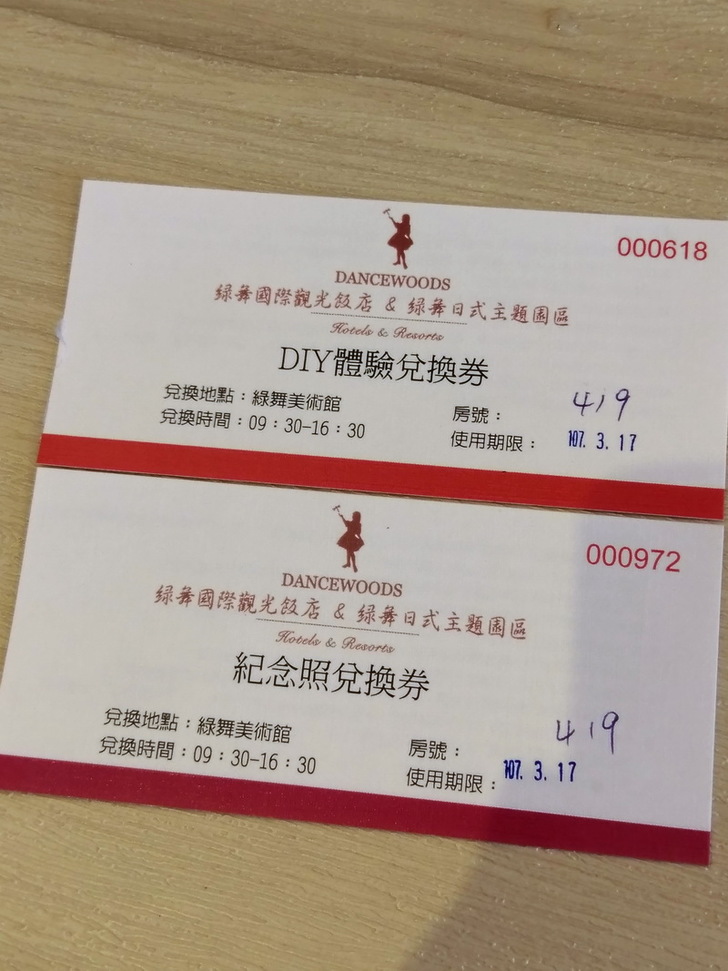 000618
DANCEWOODS
綠舞國際觀光飯店 & 綠舞日式主題園區
Hotels & Resorts
DIY體驗兌換券
兌換地點：綠舞美術館
房號： 419
兌換時間：09：30-16：30
使用期限： 107. 3. 17
000972
DANCEWOODS
綠舞國際觀光飯店 & 綠舞日式主題園區
Hotels & Resorts
紀念照兌換券
兌換地點：綠舞美術館
房號： 419
兌換時間：09：30-16：30
使用期限： 107. 3. 17